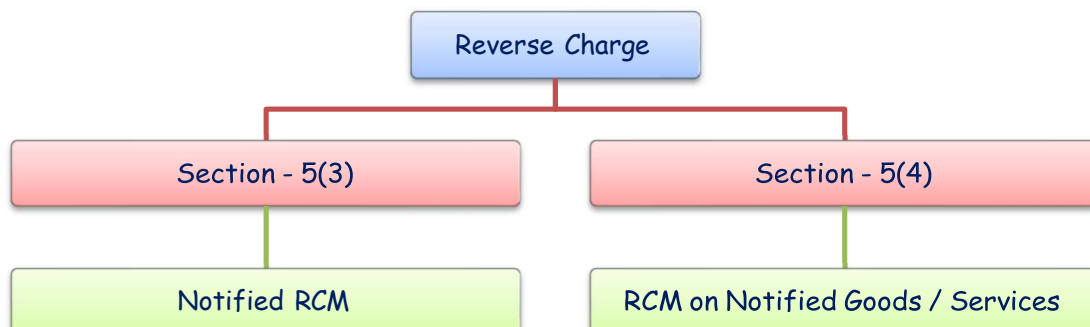 Reverse Charge
Section - 5(3)
Section - 5(4)
Notified RCM
RCM on Notified Goods / Services